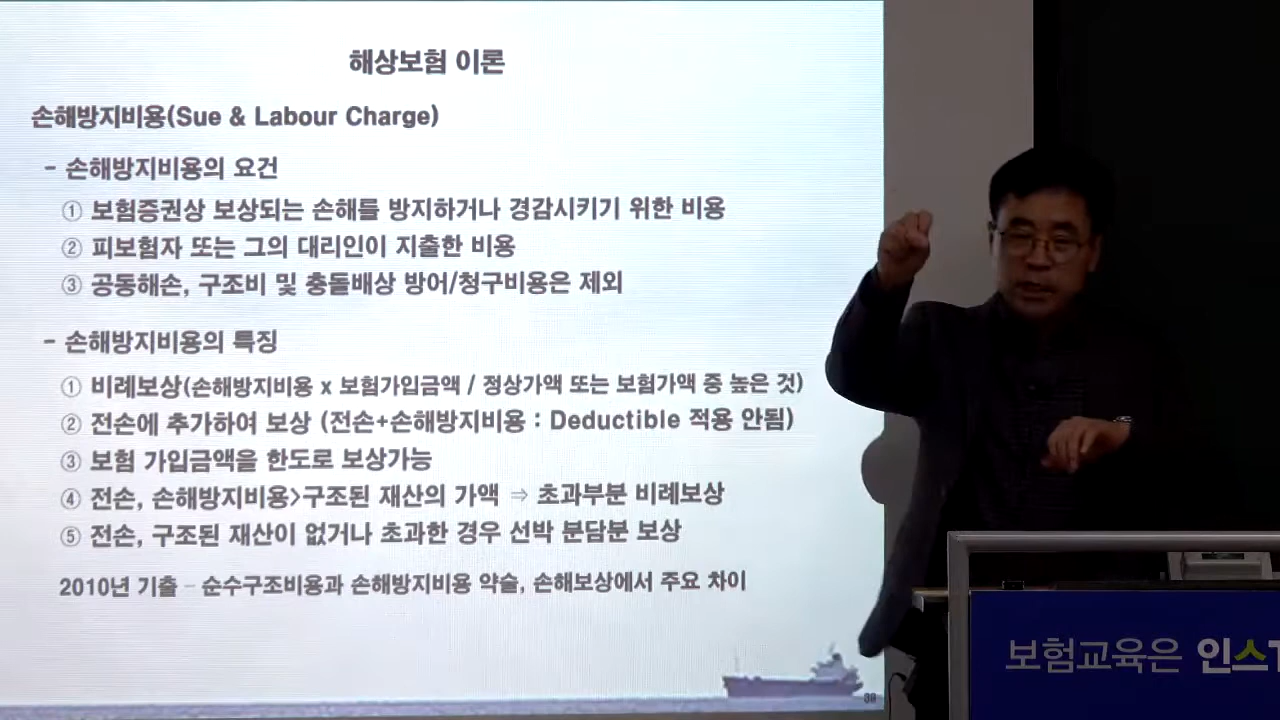 해상보험 이론
손해방지비용(Sue & Labour Charge)
- 손해방지비용의 요건
① 보험증권상 보상되는 손해를 방지하거나 경감시키기 위한 비용
② 피보험자 또는 그의 대리인이 지출한 비용
③ 공동해손, 구조비 및 충돌배상 방어/청구비용은 제외
- 손해방지비용의 특징
① 비례보상(손해방지비용 x 보험가입금액 / 정상가액 또는 보험가액 중 높은 것)
② 전손에 추가하여 보상 (전손+손해방지비용 : Deductible 적용 안됨)
③ 보험 가입금액을 한도로 보상가능
④ 전손, 손해방지비용>구조된 재산의 가액 ⇒ 초과부분 비례보상
⑤ 전손, 구조된 재산이 없거나 초과한 경우 선박 분담분 보상
2010년 기출 - 순수구조비용과 손해방지비용 약술, 손해보상에서 주요 차이
39
보험교육은 인스